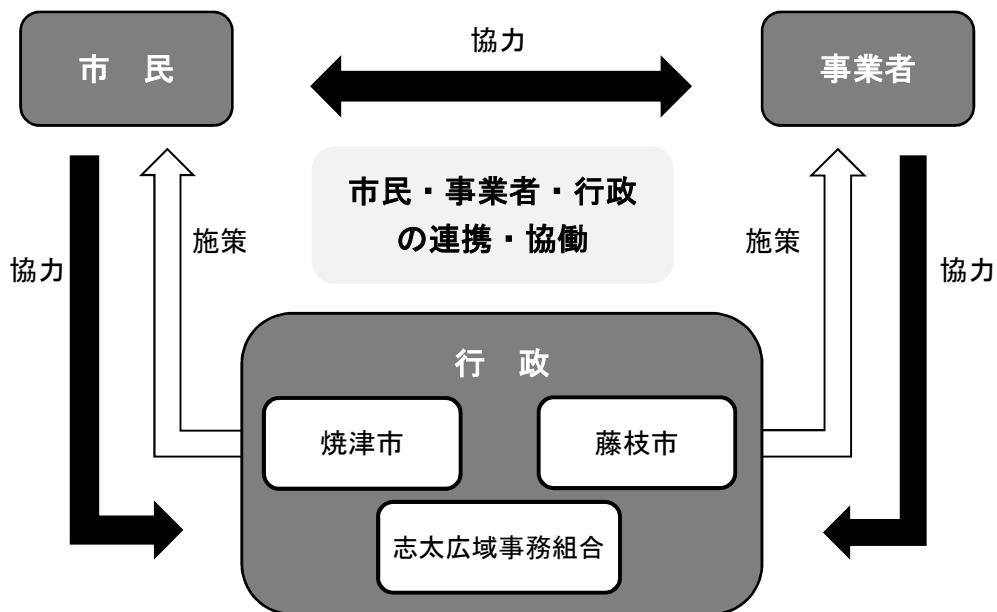 協力
市　民
事業者
市民・事業者・行政
の連携・協働
施策
施策
協力
協力
行　政
焼津市
藤枝市
志太広域事務組合